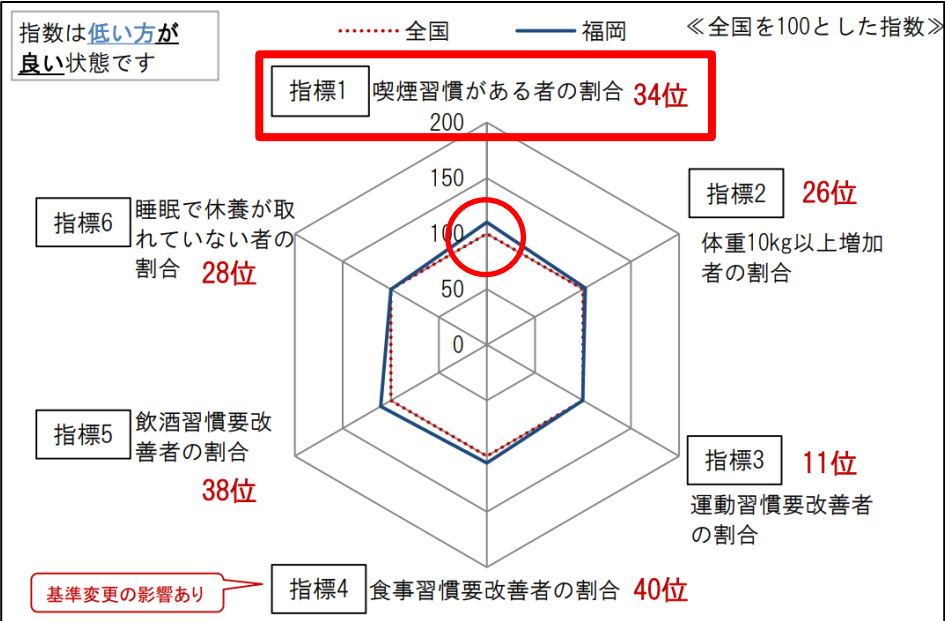 指数は低い方が
良い状態です
全国
福岡
≪全国を100とした指数≫
指標1 喫煙習慣がある者の割合 34位
200
150
100
50
0
指標2 26位
体重10kg以上増加
者の割合
指標3 11位
運動習慣要改善者
の割合
基準変更の影響あり
指標4 食事習慣要改善者の割合 40位
指標5 飲酒習慣要改
善者の割合
38位
指標6 睡眠で休養が取
れていない者の
割合 28位